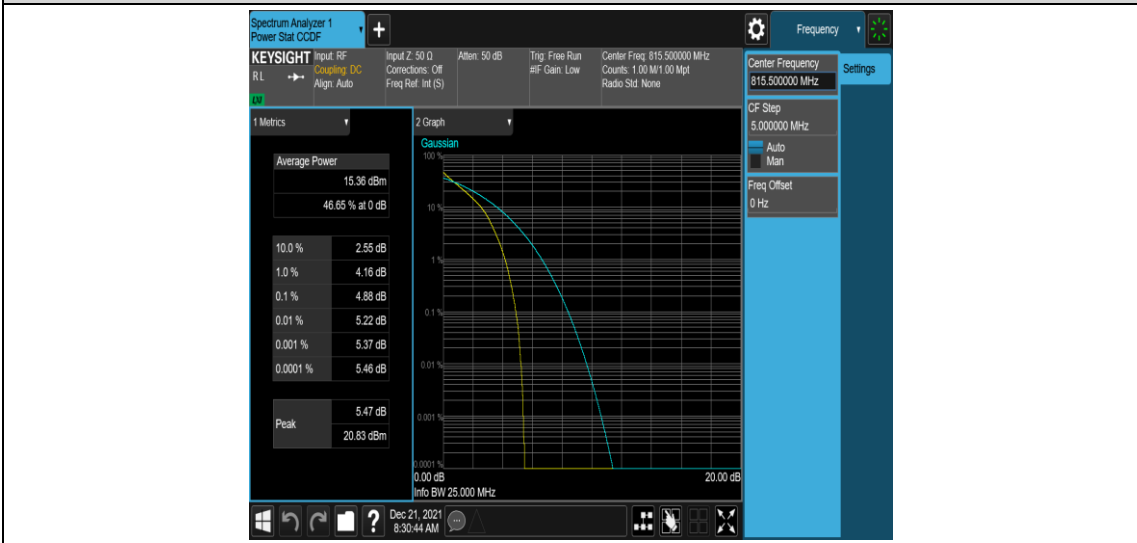 Spectrum Analyzer 1
Power Stat CCDF
Frequency
KEYSIGHT
RL
LXI
Input: RF
Coupling: DC
Align: Auto
Input Z: 50 Ω
Corrections: Off
Freq Ref: Int (S)
Atten: 50 dB
Trig: Free Run
#IF Gain: Low
Center Freq: 815.500000 MHz
Counts: 1.00 M/1.00 Mpt
Radio Std: None
Center Frequency
815.500000 MHz
Settings
CF Step
5.000000 MHz
Auto
Man
Freq Offset
0 Hz
1 Metrics
Average Power
15.36 dBm
46.65 % at 0 dB
10.0 % 2.55 dB
1.0 % 4.16 dB
0.1 % 4.88 dB
0.01 % 5.22 dB
0.001 % 5.37 dB
0.0001 % 5.46 dB
Peak
5.47 dB
20.83 dBm
2 Graph
Gaussian
100 %
10 %
1 %
0.1 %
0.01 %
0.001 %
0.0001 %
0.00 dB 20.00 dB
Info BW 25.000 MHz
?
Dec 21, 2021
8:30:44 AM